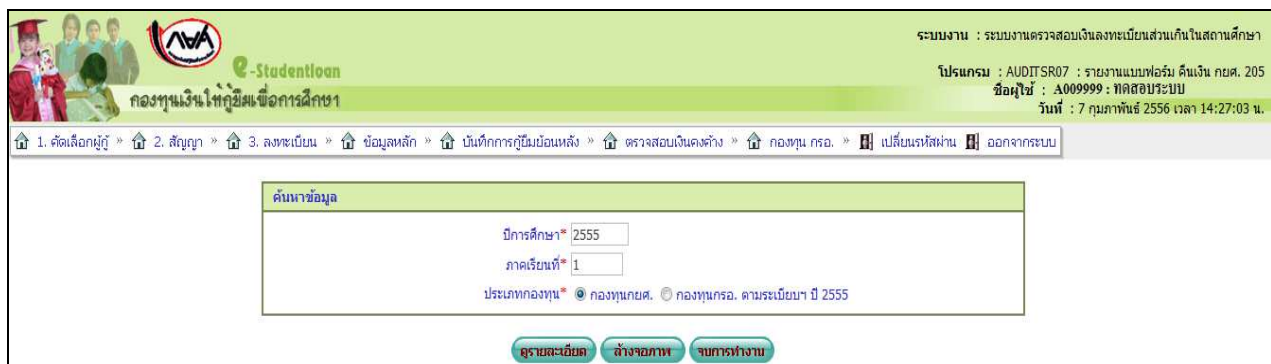 กยศ
e-Studentloan
กองทุนเงินให้กู้ยืมเพื่อการศึกษา
ระบบงาน : ระบบงานตรวจสอบเงินลงทะเบียนส่วนเกินในสถานศึกษา
โปรแกรม : AUDITSR07 : รายงานแบบฟอร์ม คืนเงิน กยศ. 205
ชื่อผู้ใช้ : A009999 : ทดสอบระบบ
วันที่ : 7 กุมภาพันธ์ 2556 เวลา 14:27:03 น.
1. คัดเลือกผู้กู้ » 2. สัญญา » 3. ลงทะเบียน » ข้อมูลหลัก » บันทึกการกู้ยืมย้อนหลัง » ตรวจสอบเงินคงค้าง » กองทุน กรอ. » เปลี่ยนรหัสผ่าน ออกจากระบบ
ค้นหาข้อมูล
ปีการศึกษา* 2555
ภาคเรียนที่* 1
ประเภทกองทุน* กองทุนกยศ. กองทุนกรอ. ตามระเบียบฯ ปี 2555
ดูรายละเอียด ล้างจอภาพ จบการทำงาน